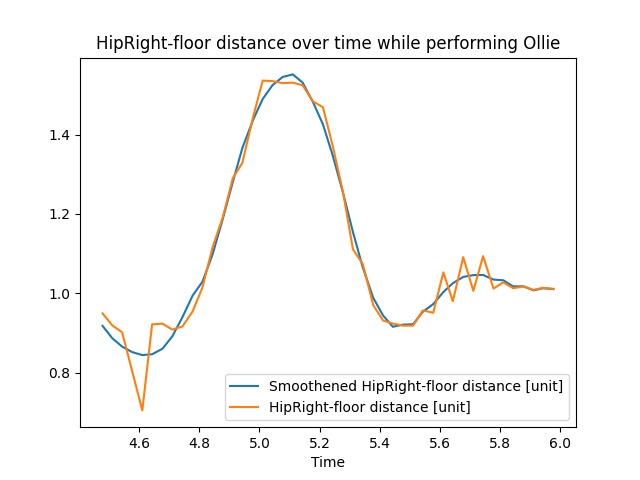 HipRight-floor distance over time while performing Ollie
1.4
1.2
1.0
0.8
Smoothened HipRight-floor distance [unit]
HipRight-floor distance [unit]
4.6 4.8 5.0 5.2 5.4 5.6 5.8 6.0
Time